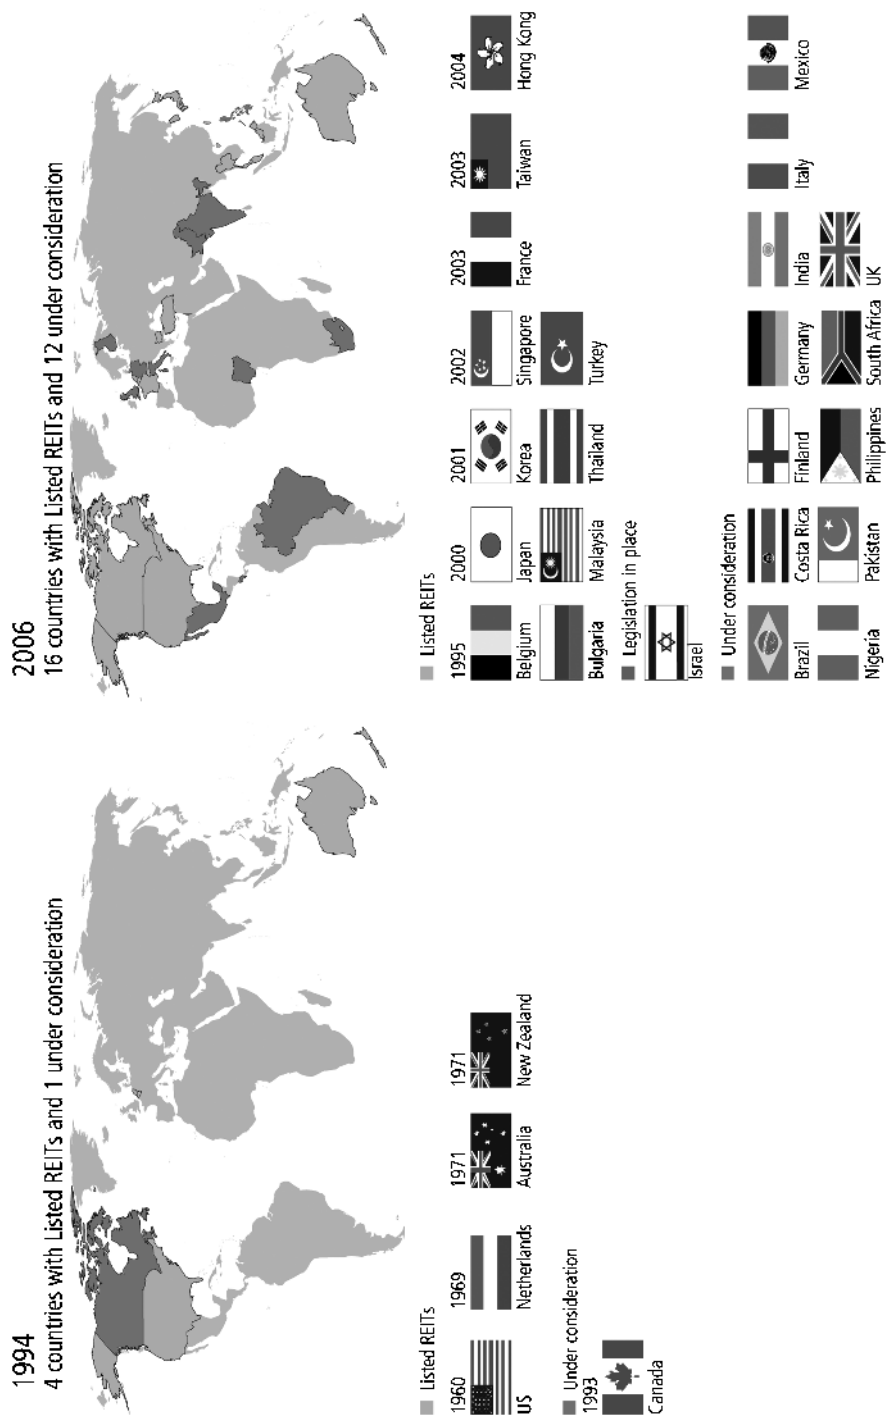 1994
4 countries with Listed REITs and 1 under consideration
Listed REITs
1960 1969 1971 1971
US Netherlands Australia New Zealand
Under consideration
1993
Canada
2006
16 countries with Listed REITs and 12 under consideration
Listed REITs
1995 2000 2001 2002 2003 2003 2004
Belgium Japan Korea Singapore France Taiwan Hong Kong
Bulgaria Malaysia Thailand Turkey
Legislation in place
Israel
Under consideration
Brazil Costa Rica Finland Germany India Italy Mexico
Nigeria Pakistan Philippines South Africa UK